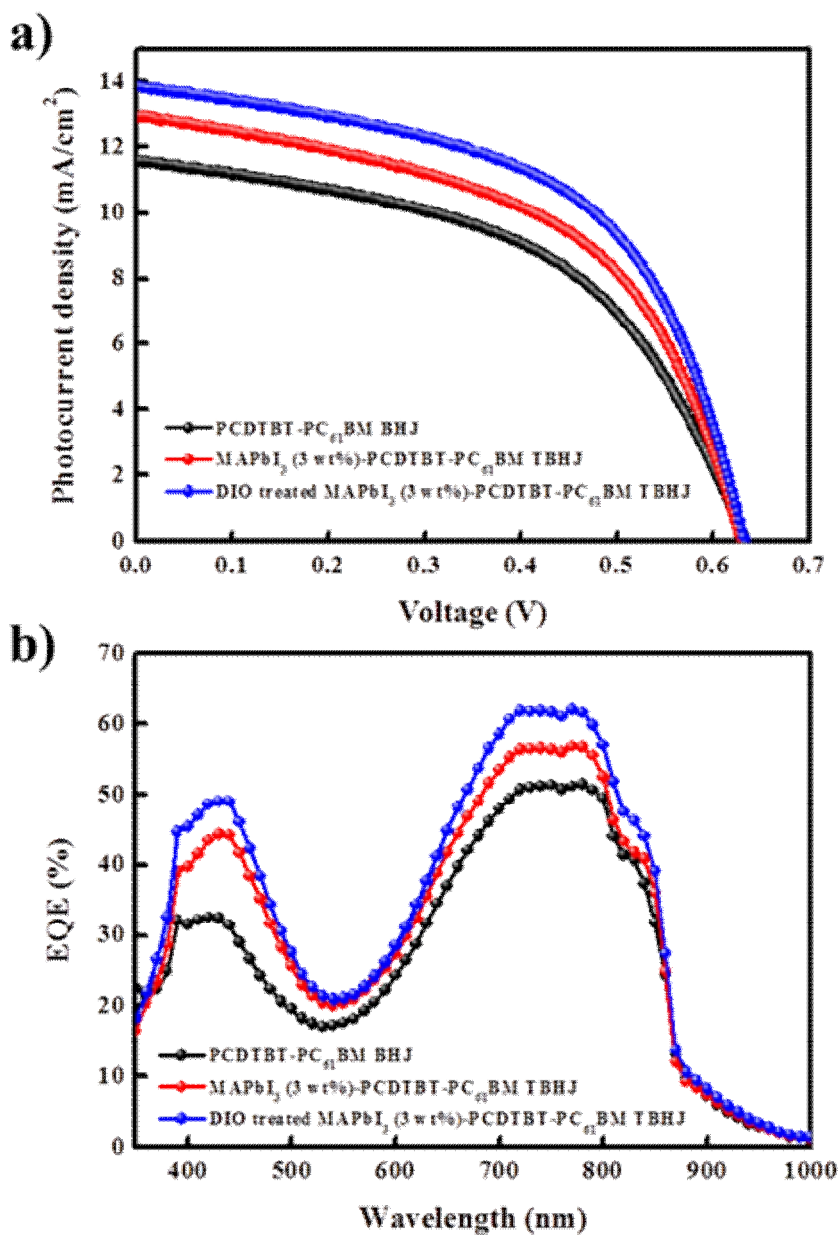 a)
Photocurrent density (mA/cm²)
14
12
10
8
6
4
2
0
PCDTBT-PC₆₁BM BHJ
MAPbI₃ (3 wt%)-PCDTBT-PC₆₁BM TBHJ
DIO treated MAPbI₃ (3 wt%)-PCDTBT-PC₆₁BM TBHJ
0.0 0.1 0.2 0.3 0.4 0.5 0.6 0.7
Voltage (V)
b)
EQE (%)
70
60
50
40
30
20
10
0
PCDTBT-PC₆₁BM BHJ
MAPbI₃ (3 wt%)-PCDTBT-PC₆₁BM TBHJ
DIO treated MAPbI₃ (3 wt%)-PCDTBT-PC₆₁BM TBHJ
400 500 600 700 800 900 1000
Wavelength (nm)